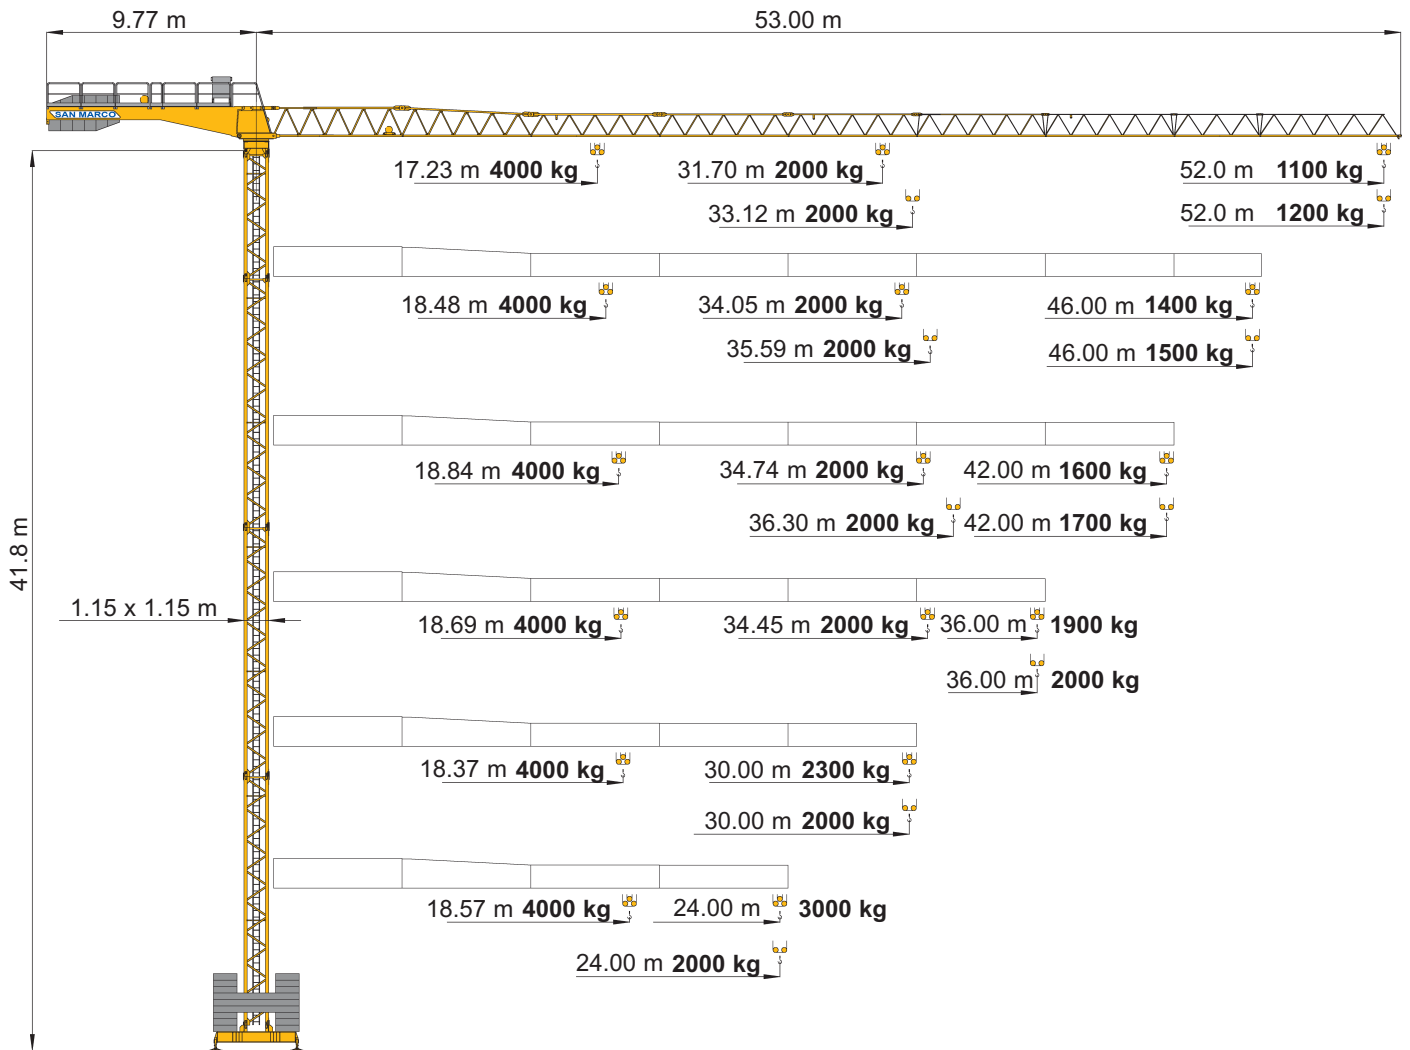 9.77 m 53.00 m
SAN MARCO
17.23 m 4000 kg 31.70 m 2000 kg 52.0 m 1100 kg
33.12 m 2000 kg 52.0 m 1200 kg
18.48 m 4000 kg 34.05 m 2000 kg 46.00 m 1400 kg
35.59 m 2000 kg 46.00 m 1500 kg
18.84 m 4000 kg 34.74 m 2000 kg 42.00 m 1600 kg
36.30 m 2000 kg 42.00 m 1700 kg
41.8 m
1.15 x 1.15 m
18.69 m 4000 kg 34.45 m 2000 kg 36.00 m 1900 kg
36.00 m 2000 kg
18.37 m 4000 kg 30.00 m 2300 kg
30.00 m 2000 kg
18.57 m 4000 kg 24.00 m 3000 kg
24.00 m 2000 kg